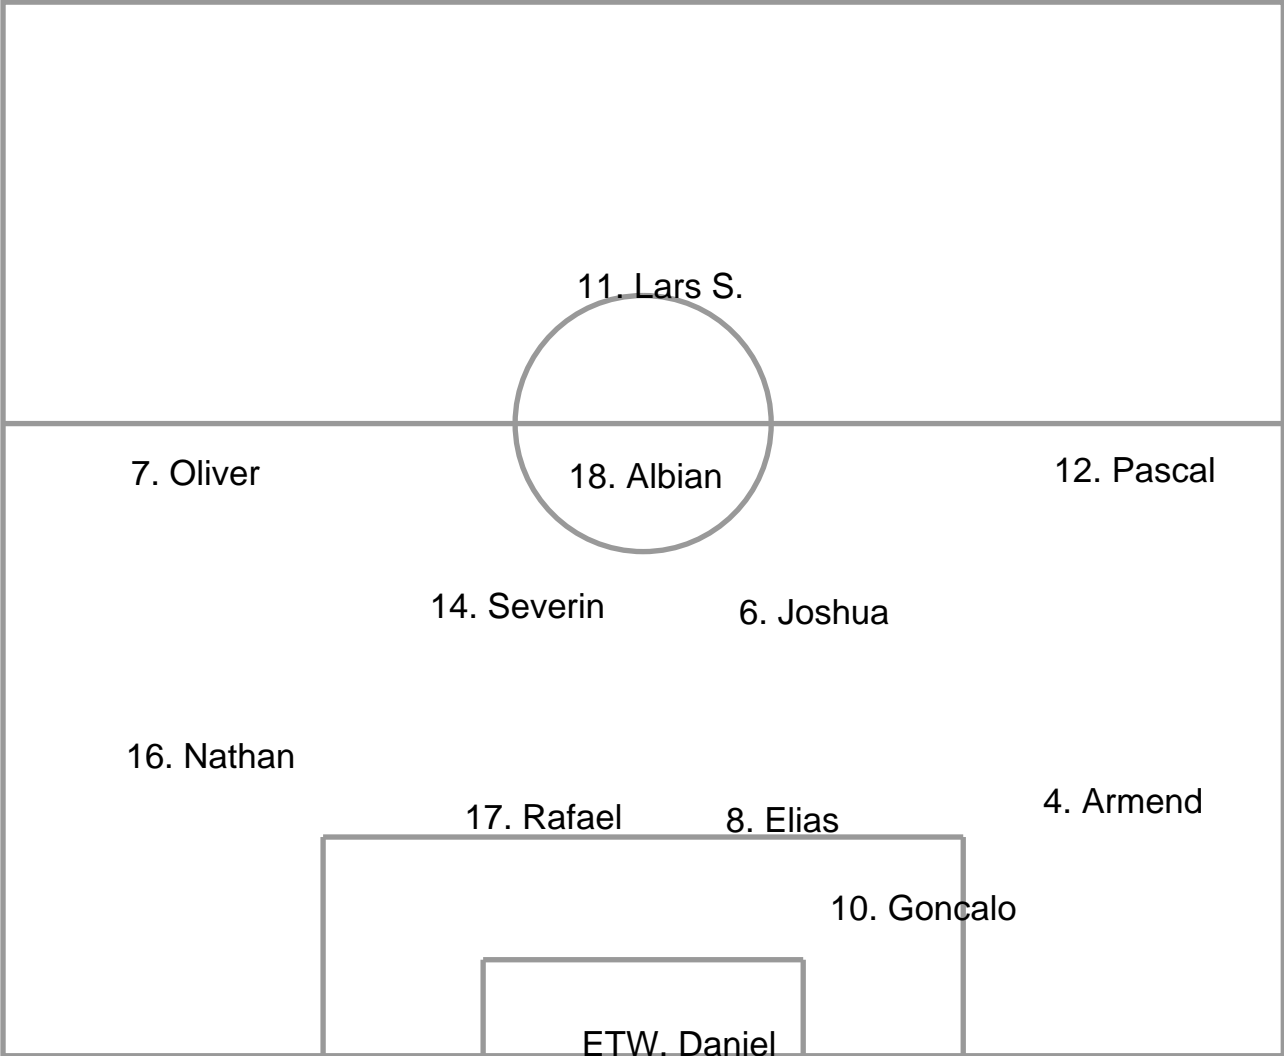 11. Lars S.
7. Oliver
18. Albian
12. Pascal
14. Severin
6. Joshua
16. Nathan
17. Rafael
8. Elias
4. Armend
10. Goncalo
ETW. Daniel